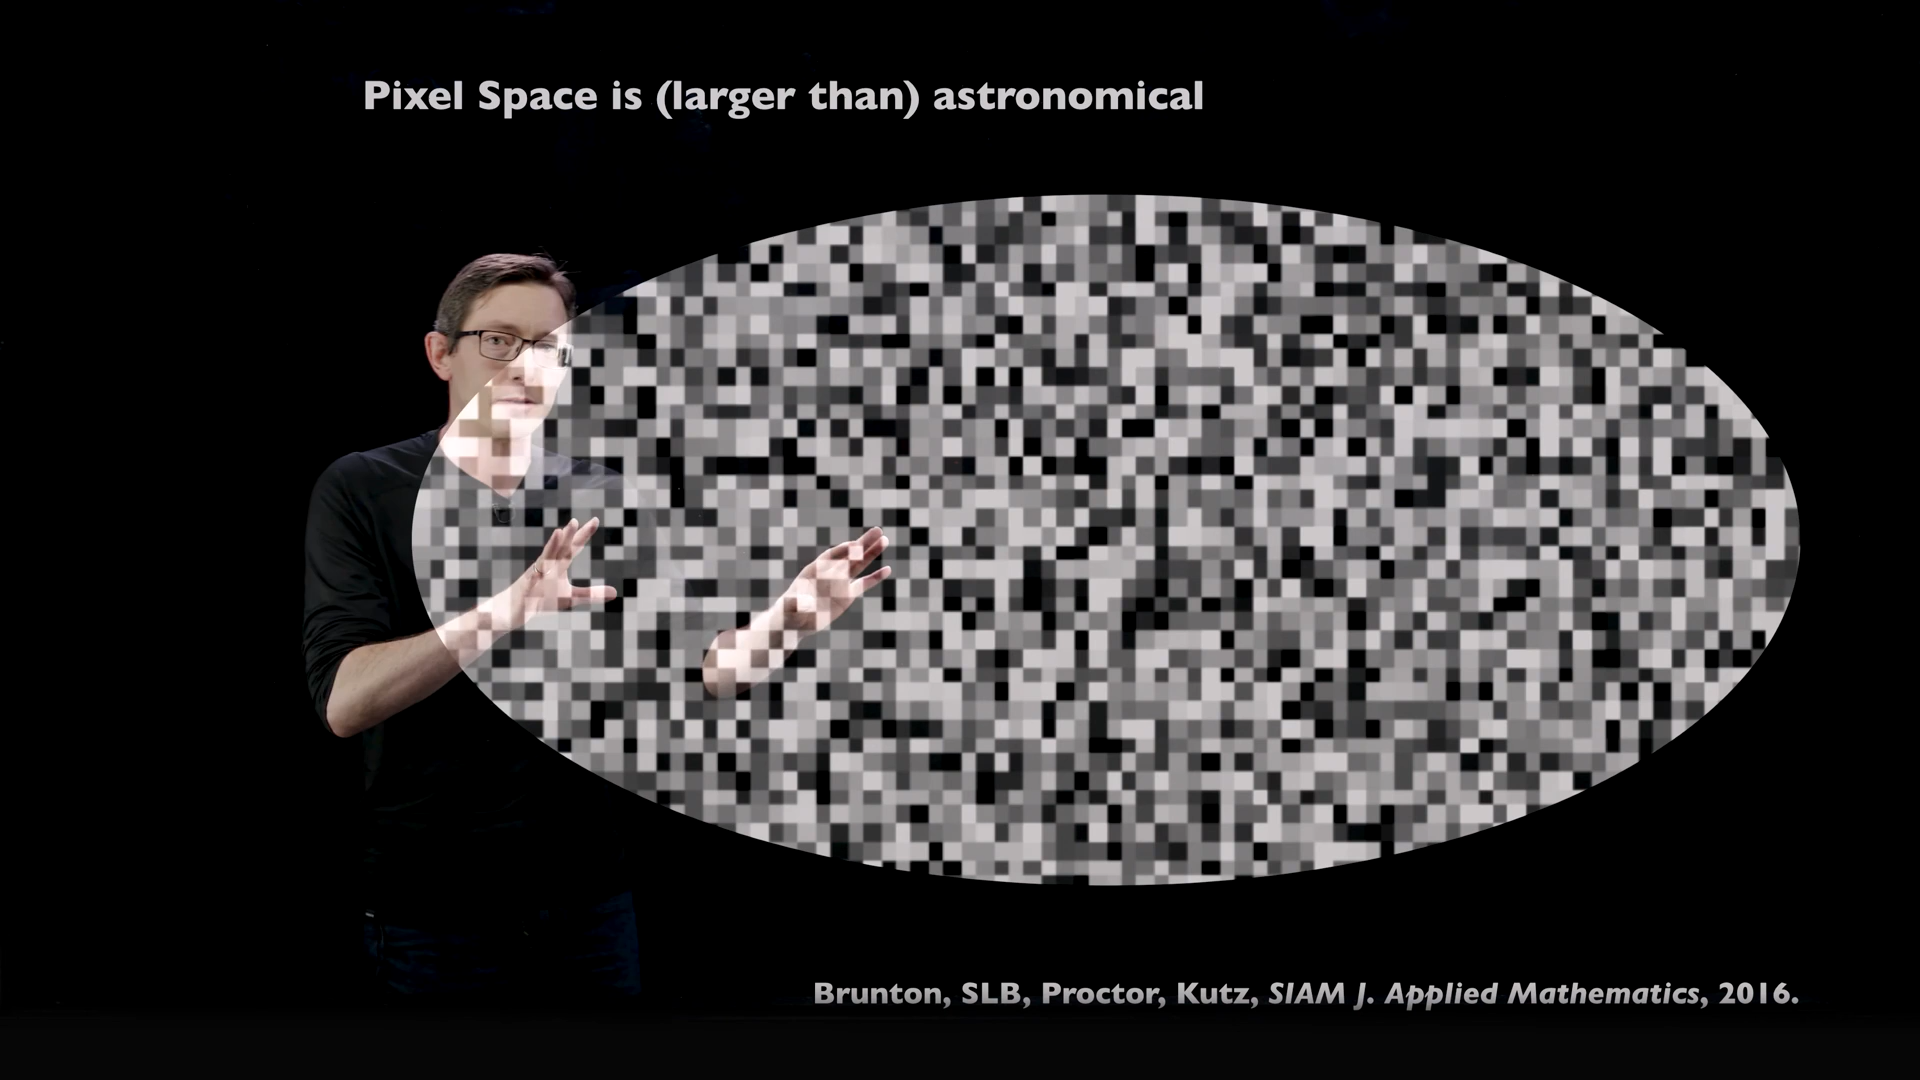 Pixel Space is (larger than) astronomical
Brunton, SLB, Proctor, Kutz, SIAM J. Applied Mathematics, 2016.